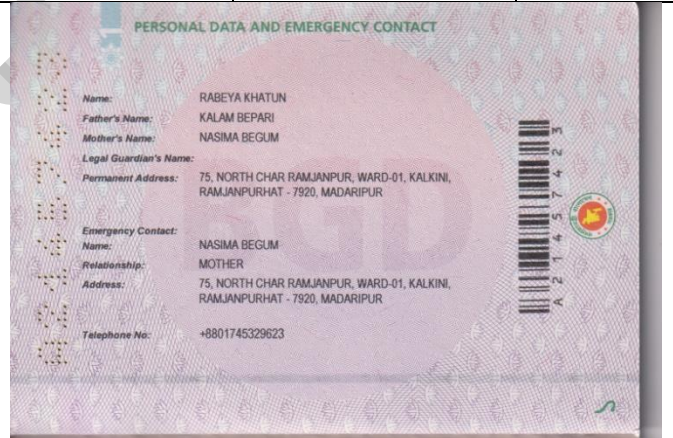 PERSONAL DATA AND EMERGENCY CONTACT
Name: RABEYA KHATUN
Father's Name: KALAM BEPARI
Mother's Name: NASIMA BEGUM
Legal Guardian's Name:
Permanent Address: 75, NORTH CHAR RAMJANPUR, WARD-01, KALKINI,
RAMJANPURHAT - 7920, MADARIPUR
Emergency Contact:
Name: NASIMA BEGUM
Relationship: MOTHER
Address: 75, NORTH CHAR RAMJANPUR, WARD-01, KALKINI,
RAMJANPURHAT - 7920, MADARIPUR
Telephone No: +8801745329623
BGD
A21457423